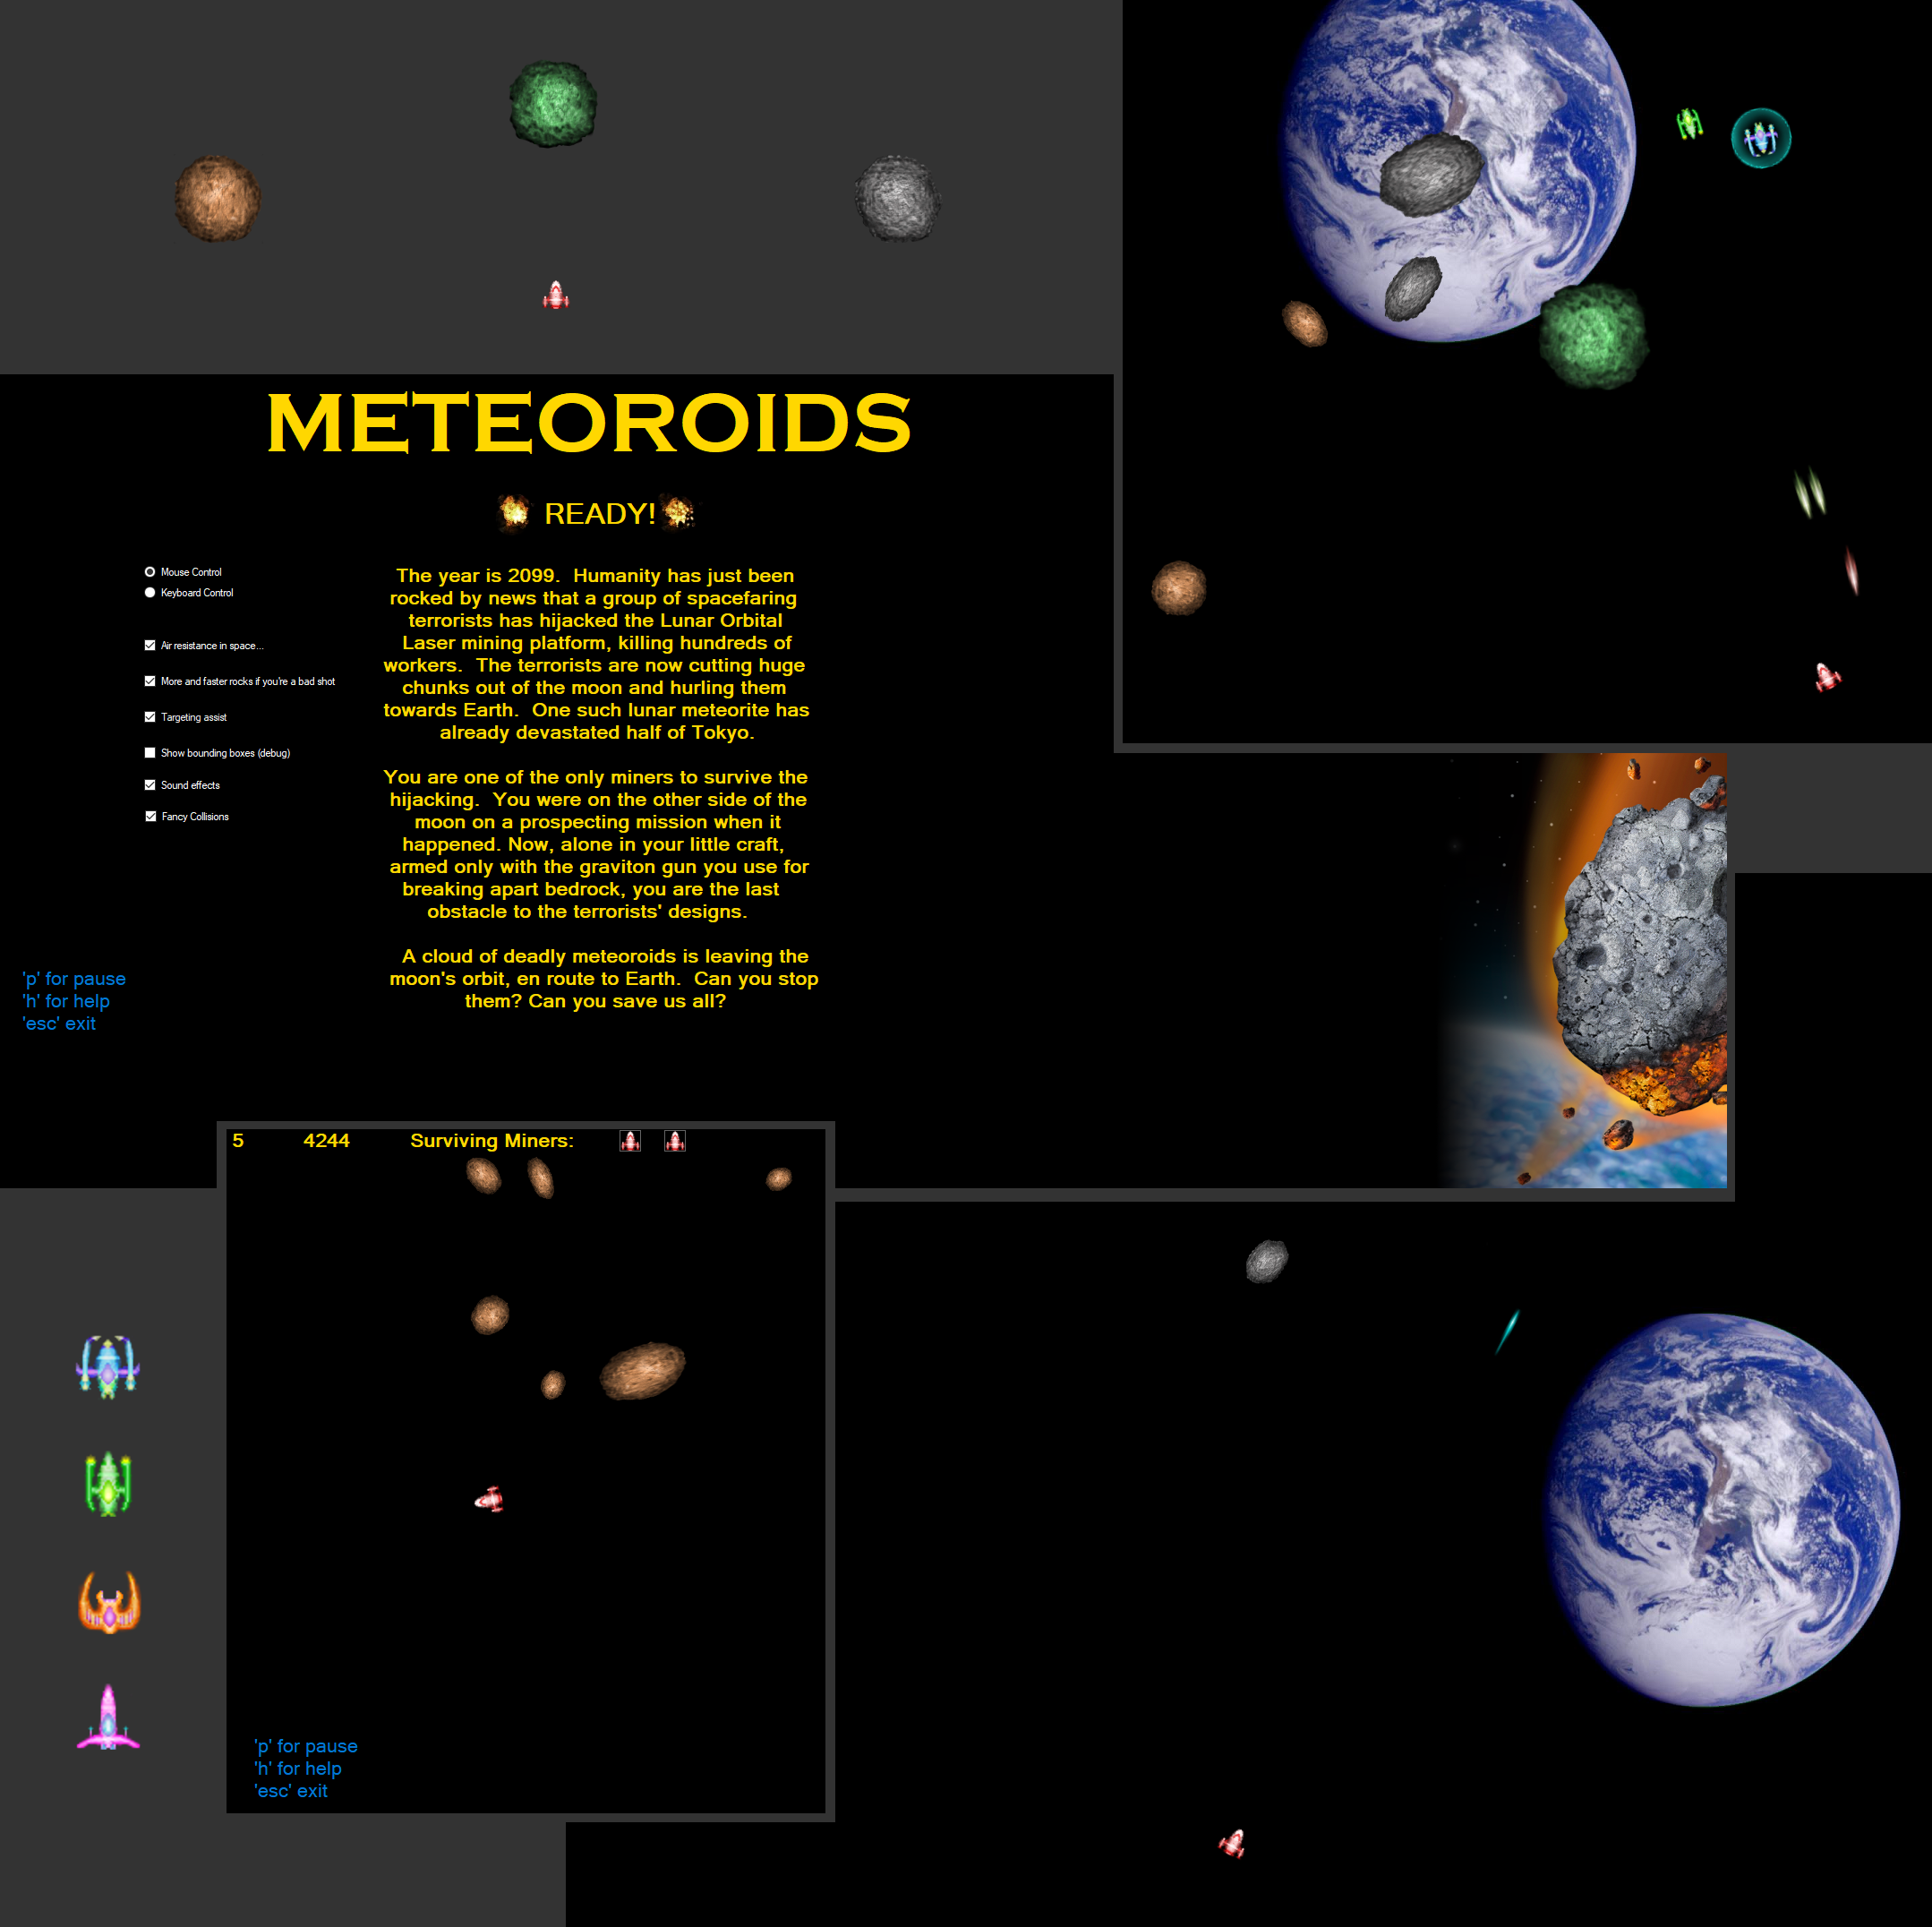 METEOROIDS
READY!
Mouse Control
Keyboard Control
Air resistance in space...
More and faster rocks if you're a bad shot
Targeting assist
Show bounding boxes (debug)
Sound effects
Fancy Collisions
The year is 2099.  Humanity has just been
rocked by news that a group of spacefaring
terrorists has hijacked the Lunar Orbital
Laser mining platform, killing hundreds of
workers.  The terrorists are now cutting huge
chunks out of the moon and hurling them
towards Earth.  One such lunar meteorite has
already devastated half of Tokyo.
You are one of the only miners to survive the
hijacking.  You were on the other side of the
moon on a prospecting mission when it
happened. Now, alone in your little craft,
armed only with the graviton gun you use for
breaking apart bedrock, you are the last
obstacle to the terrorists' designs.
A cloud of deadly meteoroids is leaving the
moon's orbit, en route to Earth.  Can you stop
them? Can you save us all?
'p' for pause
'h' for help
'esc' exit
5 4244 Surviving Miners:
'p' for pause
'h' for help
'esc' exit